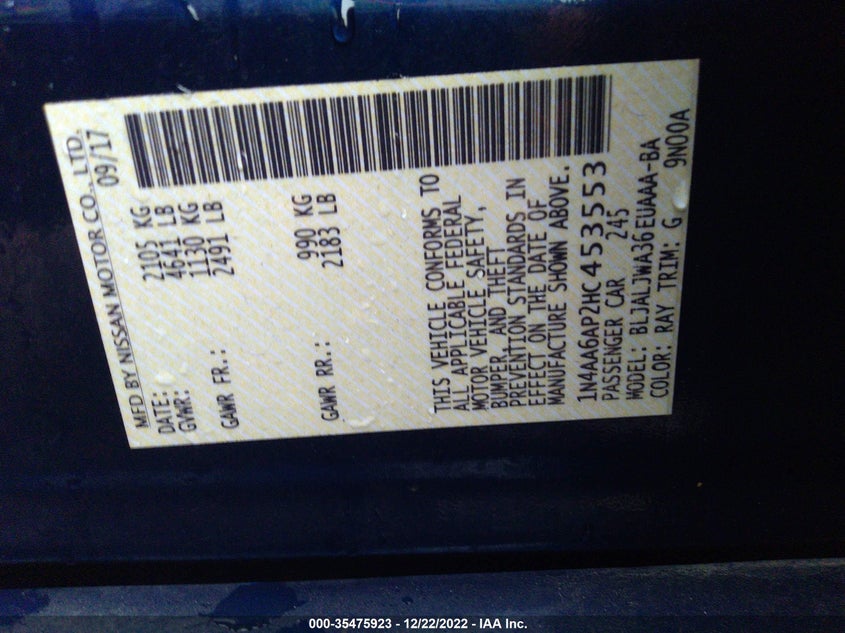 MFD BY NISSAN MOTOR CO., LTD.
DATE: 09/17
GVWR: 2105 KG
4641 LB
GAWR FR.: 1130 KG
2491 LB
GAWR RR.: 990 KG
2183 LB
THIS VEHICLE CONFORMS TO
ALL APPLICABLE FEDERAL
MOTOR VEHICLE SAFETY,
BUMPER, AND THEFT
PREVENTION STANDARDS IN
EFFECT ON THE DATE OF
MANUFACTURE SHOWN ABOVE.
1N4AA6AP2HC453553
PASSENGER CAR 245
MODEL: BLJALJWA36EUAAA-BA
COLOR: RAY TRIM: G 9N00A
000-35475923 - 12/22/2022 - IAA Inc.